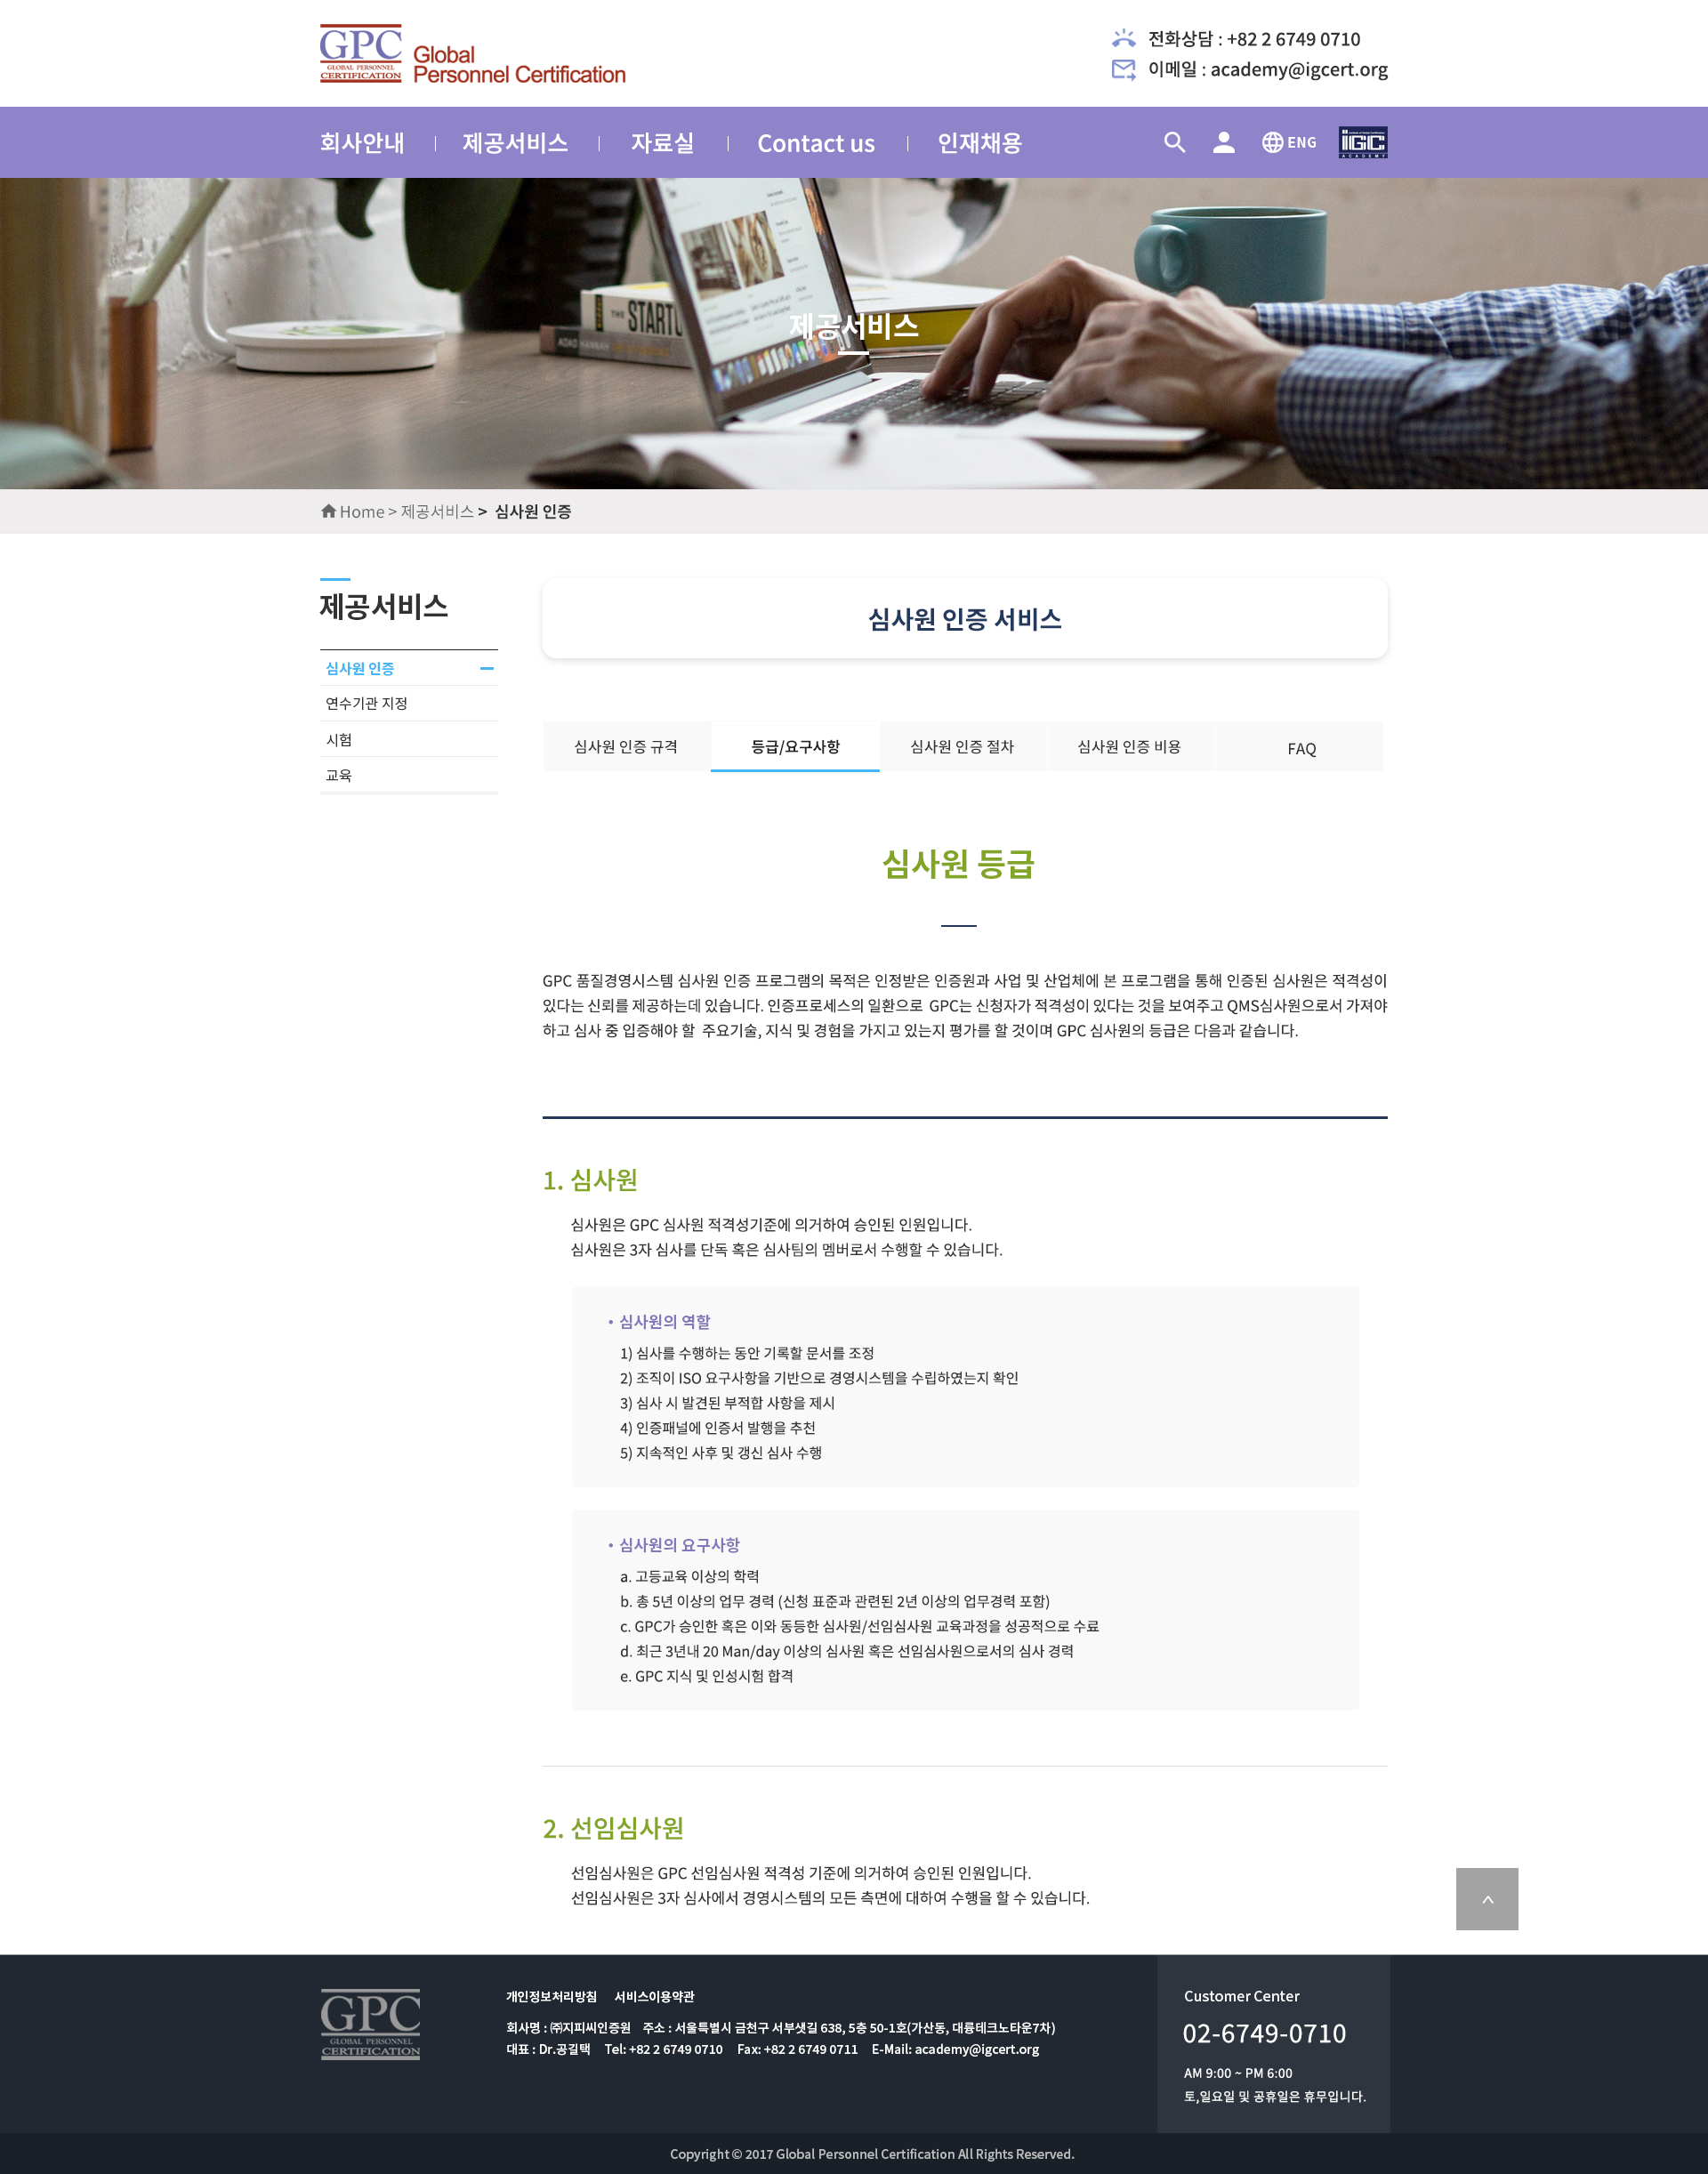 GPC
GLOBAL PERSONNEL
CERTIFICATION
Global
Personnel Certification
전화상담 : +82 2 6749 0710
이메일 : academy@igcert.org
회사안내 제공서비스 자료실 Contact us 인재채용 ENG
IGC
ACADEMY
THE STARTU
ADAO HANNAH
제공서비스
Home > 제공서비스 > 심사원 인증
제공서비스
심사원 인증
연수기관 지정
시험
교육
심사원 인증 서비스
심사원 인증 규격 등급/요구사항 심사원 인증 절차 심사원 인증 비용 FAQ
심사원 등급
GPC 품질경영시스템 심사원 인증 프로그램의 목적은 인정받은 인증원과 사업 및 산업체에 본 프로그램을 통해 인증된 심사원은 적격성이
있다는 신뢰를 제공하는데 있습니다. 인증프로세스의 일환으로 GPC는 신청자가 적격성이 있다는 것을 보여주고 QMS심사원으로서 가져야
하고 심사 중 입증해야 할 주요기술, 지식 및 경험을 가지고 있는지 평가를 할 것이며 GPC 심사원의 등급은 다음과 같습니다.
1. 심사원
심사원은 GPC 심사원 적격성기준에 의거하여 승인된 인원입니다.
심사원은 3자 심사를 단독 혹은 심사팀의 멤버로서 수행할 수 있습니다.
• 심사원의 역할
1) 심사를 수행하는 동안 기록할 문서를 조정
2) 조직이 ISO 요구사항을 기반으로 경영시스템을 수립하였는지 확인
3) 심사 시 발견된 부적합 사항을 제시
4) 인증패널에 인증서 발행을 추천
5) 지속적인 사후 및 갱신 심사 수행
• 심사원의 요구사항
a. 고등교육 이상의 학력
b. 총 5년 이상의 업무 경력 (신청 표준과 관련된 2년 이상의 업무경력 포함)
c. GPC가 승인한 혹은 이와 동등한 심사원/선임심사원 교육과정을 성공적으로 수료
d. 최근 3년내 20 Man/day 이상의 심사원 혹은 선임심사원으로서의 심사 경력
e. GPC 지식 및 인성시험 합격
2. 선임심사원
선임심사원은 GPC 선임심사원 적격성 기준에 의거하여 승인된 인원입니다.
선임심사원은 3자 심사에서 경영시스템의 모든 측면에 대하여 수행을 할 수 있습니다.
GPC
GLOBAL PERSONNEL
CERTIFICATION
개인정보처리방침 서비스이용약관
회사명 : ㈜지피씨인증원 주소 : 서울특별시 금천구 서부샛길 638, 5층 50-1호(가산동, 대륭테크노타운7차)
대표 : Dr.공길택 Tel: +82 2 6749 0710 Fax: +82 2 6749 0711 E-Mail: academy@igcert.org
Customer Center
02-6749-0710
AM 9:00 ~ PM 6:00
토,일요일 및 공휴일은 휴무입니다.
Copyright © 2017 Global Personnel Certification All Rights Reserved.